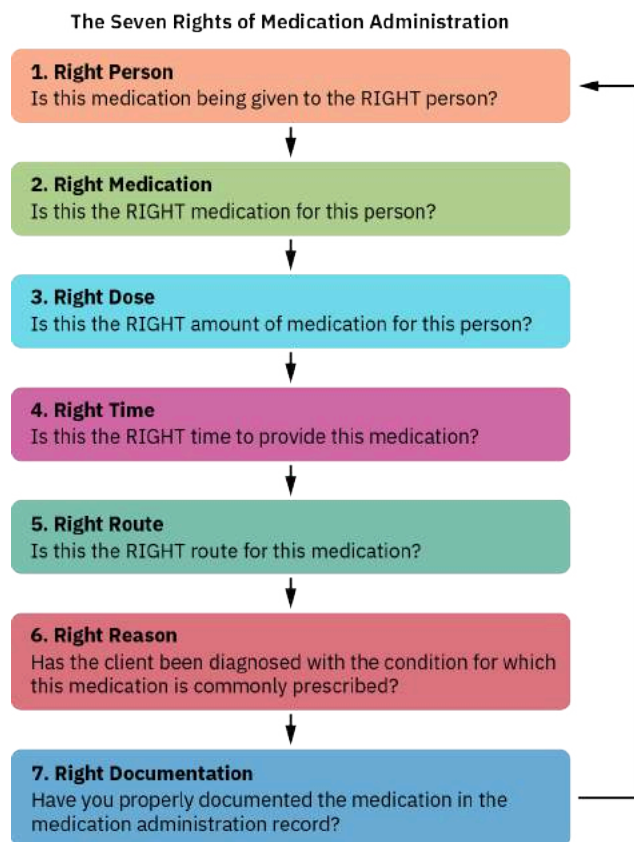 The Seven Rights of Medication Administration
1. Right Person
Is this medication being given to the RIGHT person?
2. Right Medication
Is this the RIGHT medication for this person?
3. Right Dose
Is this the RIGHT amount of medication for this person?
4. Right Time
Is this the RIGHT time to provide this medication?
5. Right Route
Is this the RIGHT route for this medication?
6. Right Reason
Has the client been diagnosed with the condition for which
this medication is commonly prescribed?
7. Right Documentation
Have you properly documented the medication in the
medication administration record?